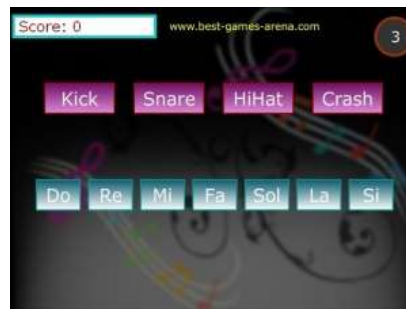 Score: 0 www.best-games-arena.com 3
Kick Snare HiHat Crash
Do Re Mi Fa Sol La Si